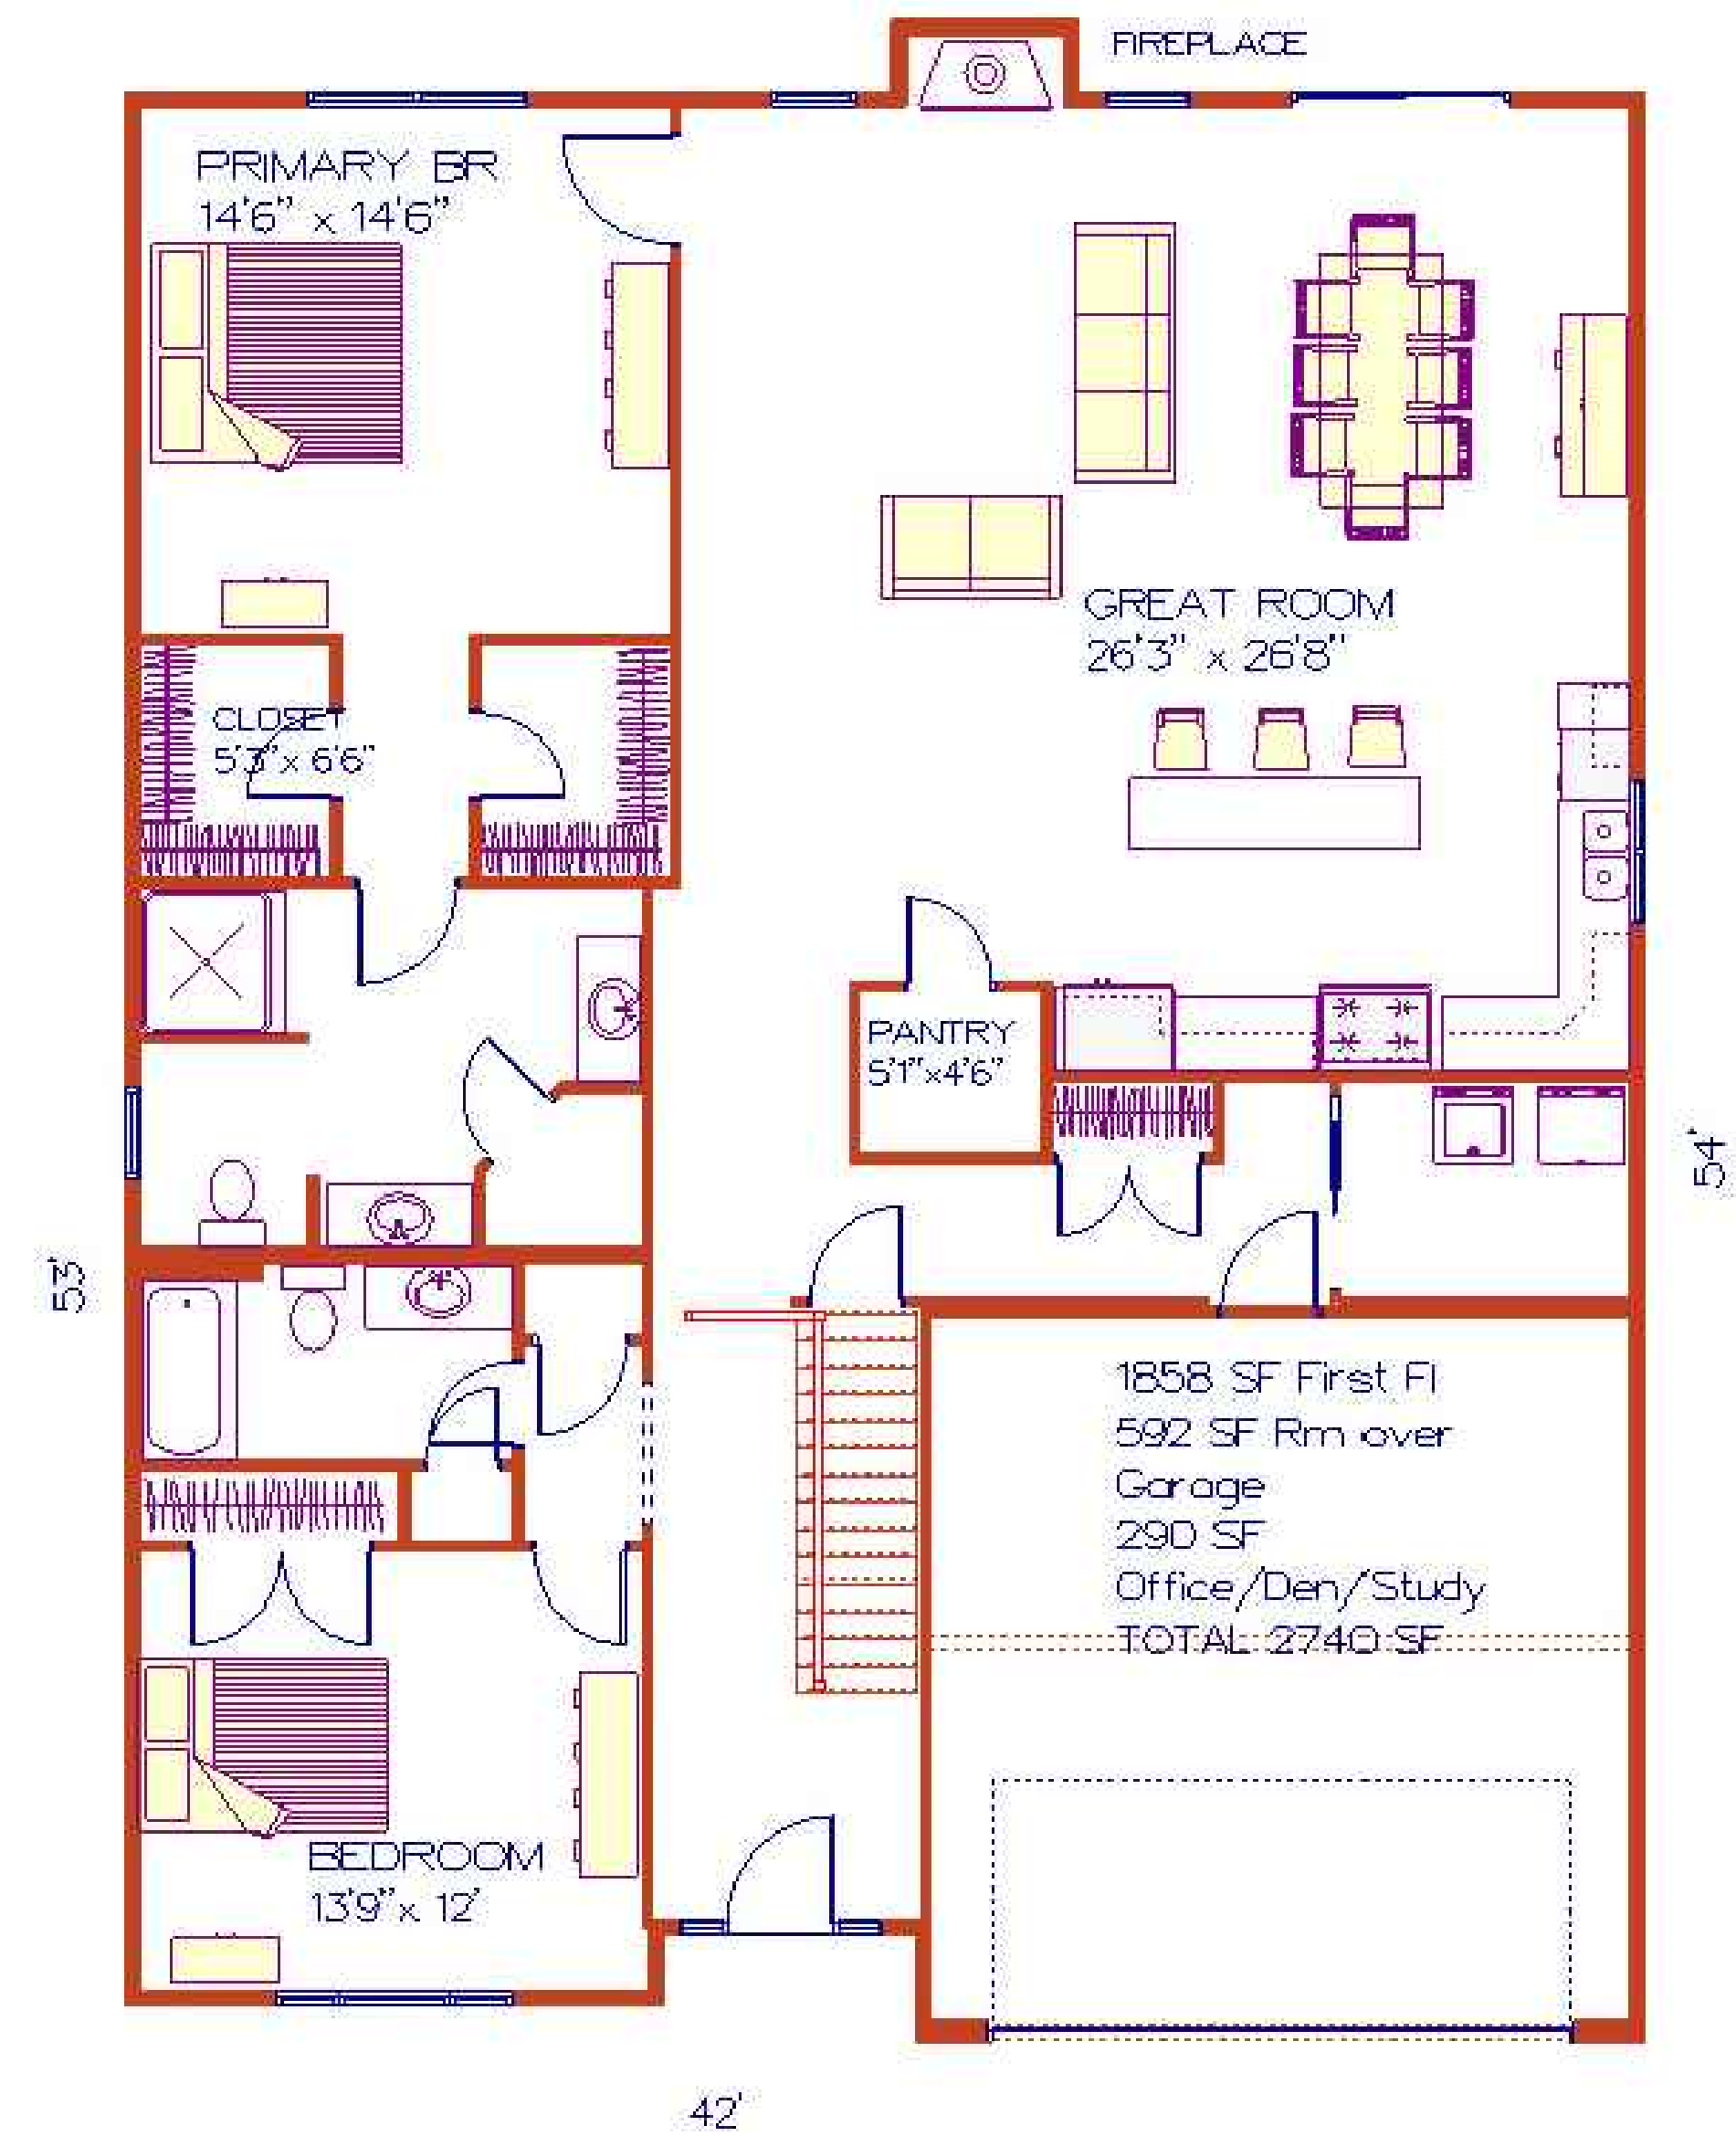 FIREPLACE
PRIMARY BR
14'6" x 14'6"
GREAT ROOM
26'3" x 26'8"
CLOSET
5'3" x 6'6"
PANTRY
5'1"x4'6"
54'
53'
1858 SF First Fl
592 SF Rm over
Garage
290 SF
Office/Den/Study
TOTAL 2740 SF
BEDROOM
13'9" x 12'
42'